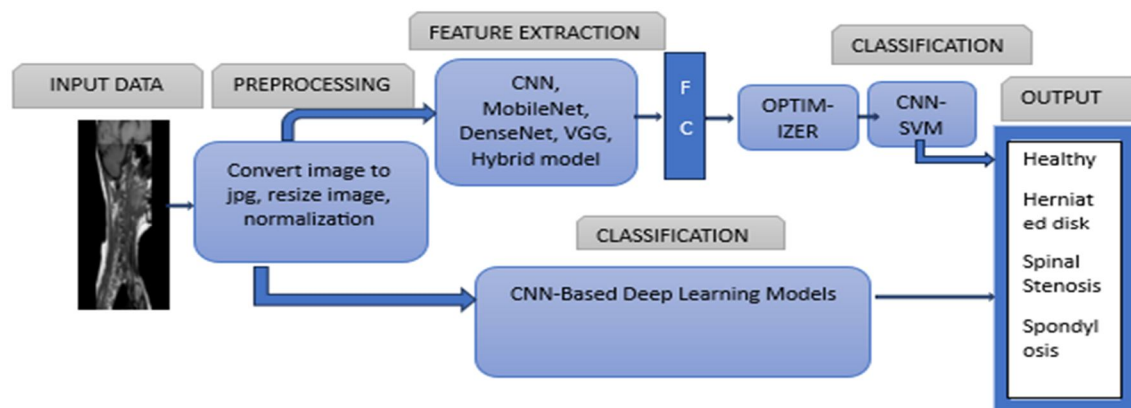 INPUT DATA
PREPROCESSING
Convert image to
jpg, resize image,
normalization
FEATURE EXTRACTION
CNN,
MobileNet,
DenseNet, VGG,
Hybrid model
F
C
OPTIM-
IZER
CLASSIFICATION
CNN-
SVM
CLASSIFICATION
CNN-Based Deep Learning Models
OUTPUT
Healthy
Herniat
ed disk
Spinal
Stenosis
Spondyl
osis